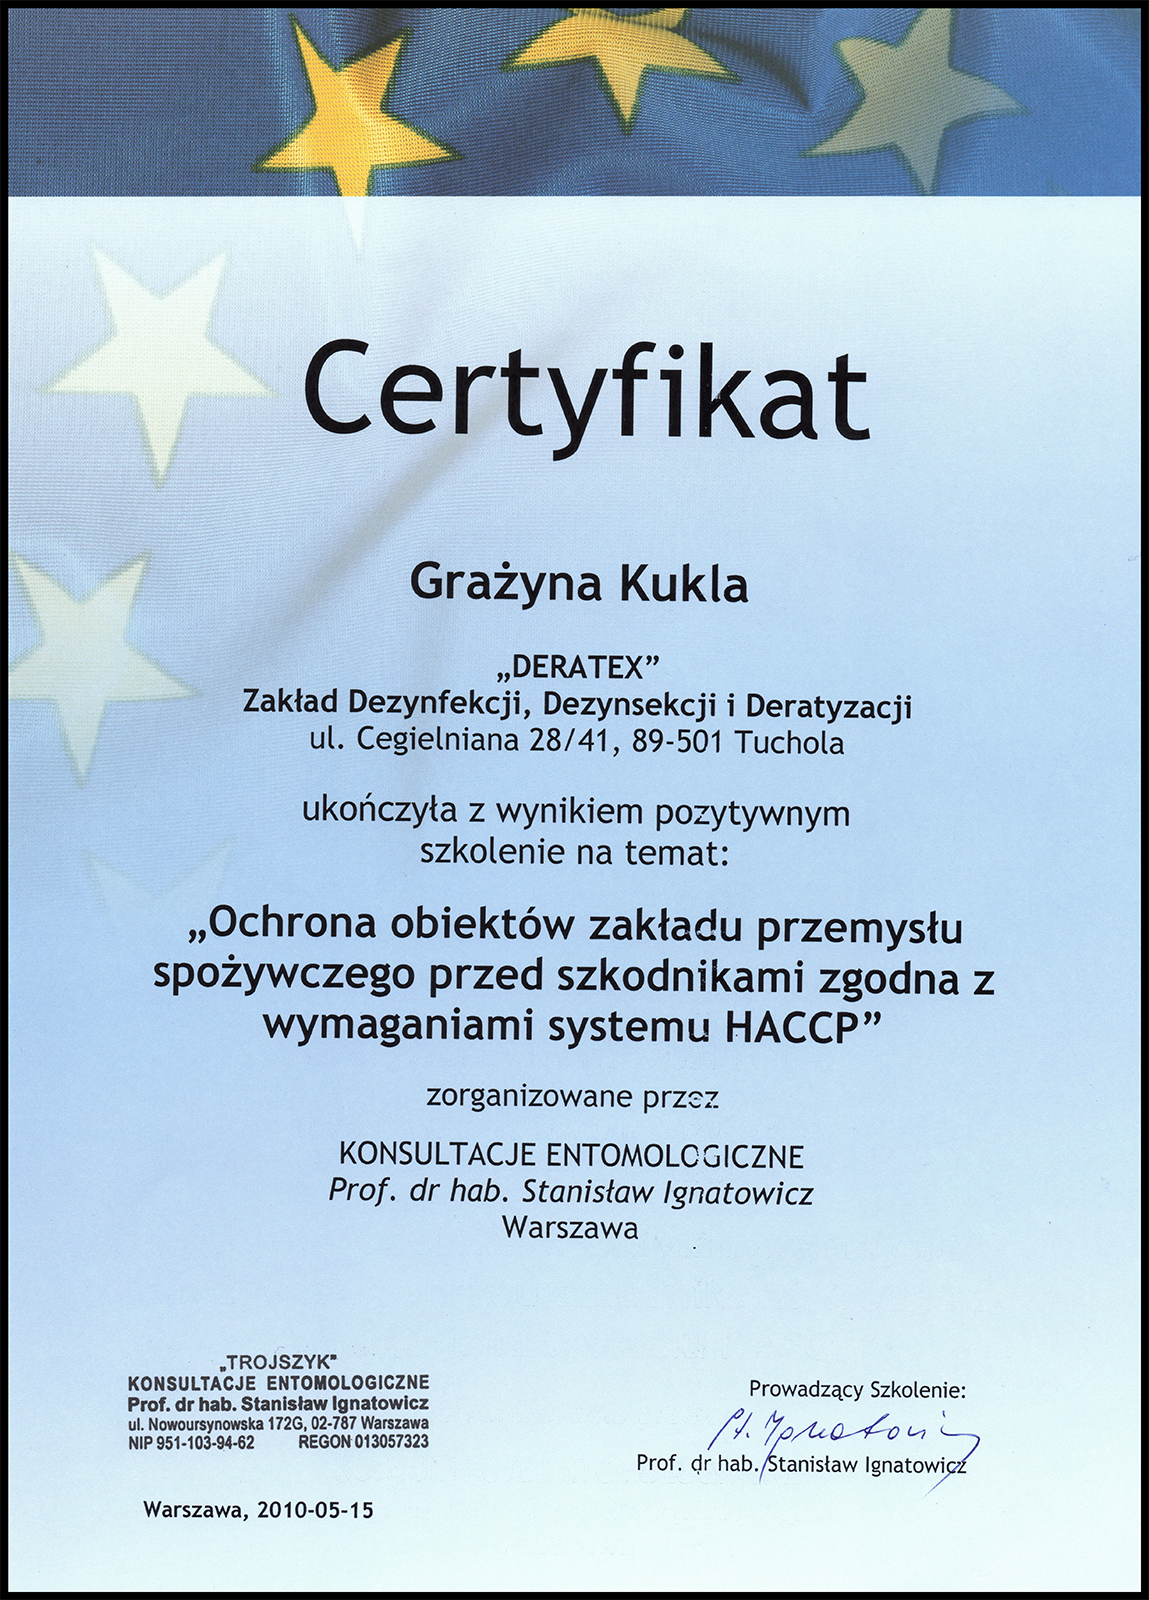 Certyfikat
Grażyna Kukla
„DERATEX”
Zakład Dezynfekcji, Dezynsekcji i Deratyzacji
ul. Cegielniana 28/41, 89-501 Tuchola
ukończyła z wynikiem pozytywnym
szkolenie na temat:
„Ochrona obiektów zakładu przemysłu
spożywczego przed szkodnikami zgodna z
wymaganiami systemu HACCP”
zorganizowane przez
KONSULTACJE ENTOMOLOGICZNE
Prof. dr hab. Stanisław Ignatowicz
Warszawa
„TROJSZYK”
KONSULTACJE ENTOMOLOGICZNE
Prof. dr hab. Stanisław Ignatowicz
ul. Nowoursynowska 172G, 02-787 Warszawa
NIP 951-103-94-62 REGON 013057323
Warszawa, 2010-05-15
Prowadzący Szkolenie:
St. Ignatowicz
Prof. dr hab. Stanisław Ignatowicz